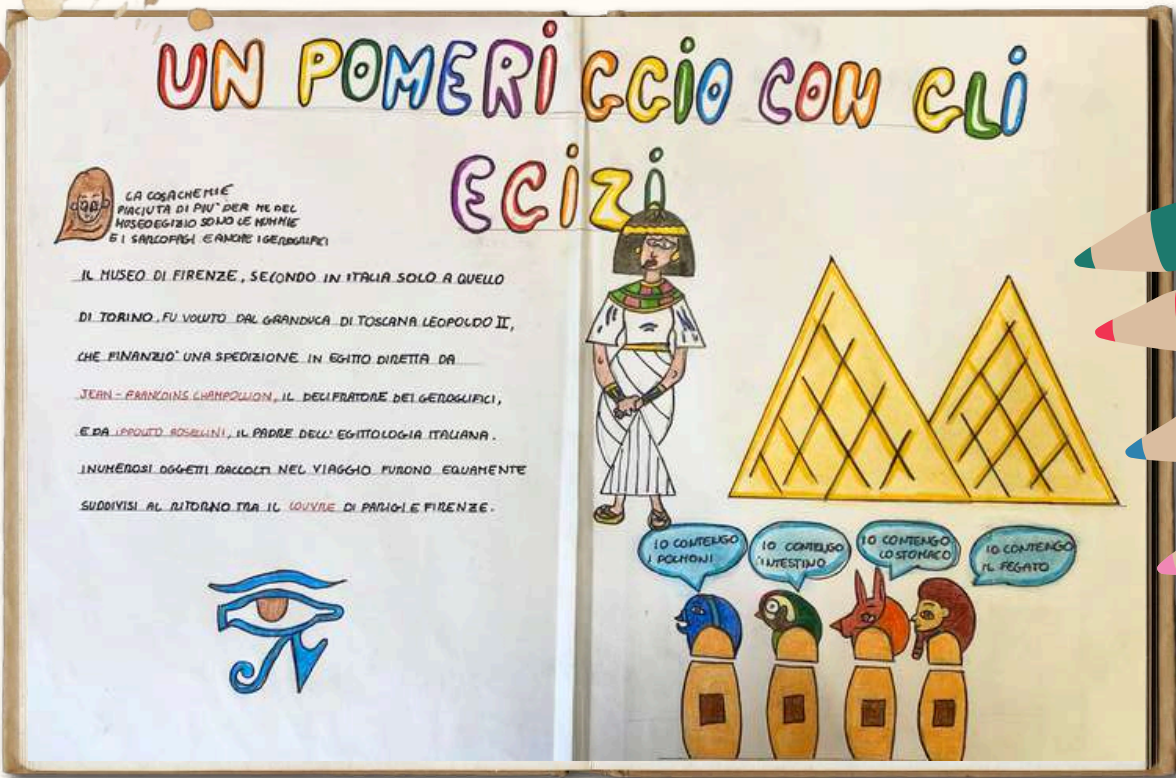 UN POMERIGGIO CON GLI
EGIZI
LA COSA CHE MI È
PIACIUTA DI PIU' PER ME DEL
MUSEO EGIZIO SONO LE MUMMIE
E I SARCOFAGI E ANCHE I GEROGLIFICI
IL MUSEO DI FIRENZE, SECONDO IN ITALIA SOLO A QUELLO
DI TORINO, FU VOLUTO DAL GRANDUCA DI TOSCANA LEOPOLDO II,
CHE FINANZIO' UNA SPEDIZIONE IN EGITTO DIRETTA DA
JEAN-FRANCOINS CHAMPOLLION, IL DECIFRATORE DEI GEROGLIFICI,
E DA IPPOLITO ROSELLINI, IL PADRE DELL'EGITTOLOGIA ITALIANA.
I NUMEROSI OGGETTI RACCOLTI NEL VIAGGIO FURONO EQUAMENTE
SUDDIVISI AL RITORNO TRA IL LOUVRE DI PARIGI E FIRENZE.
IO CONTENGO
I POLMONI
IO CONTENGO
INTESTINO
IO CONTENGO
LO STOMACO
IO CONTENGO
IL FEGATO